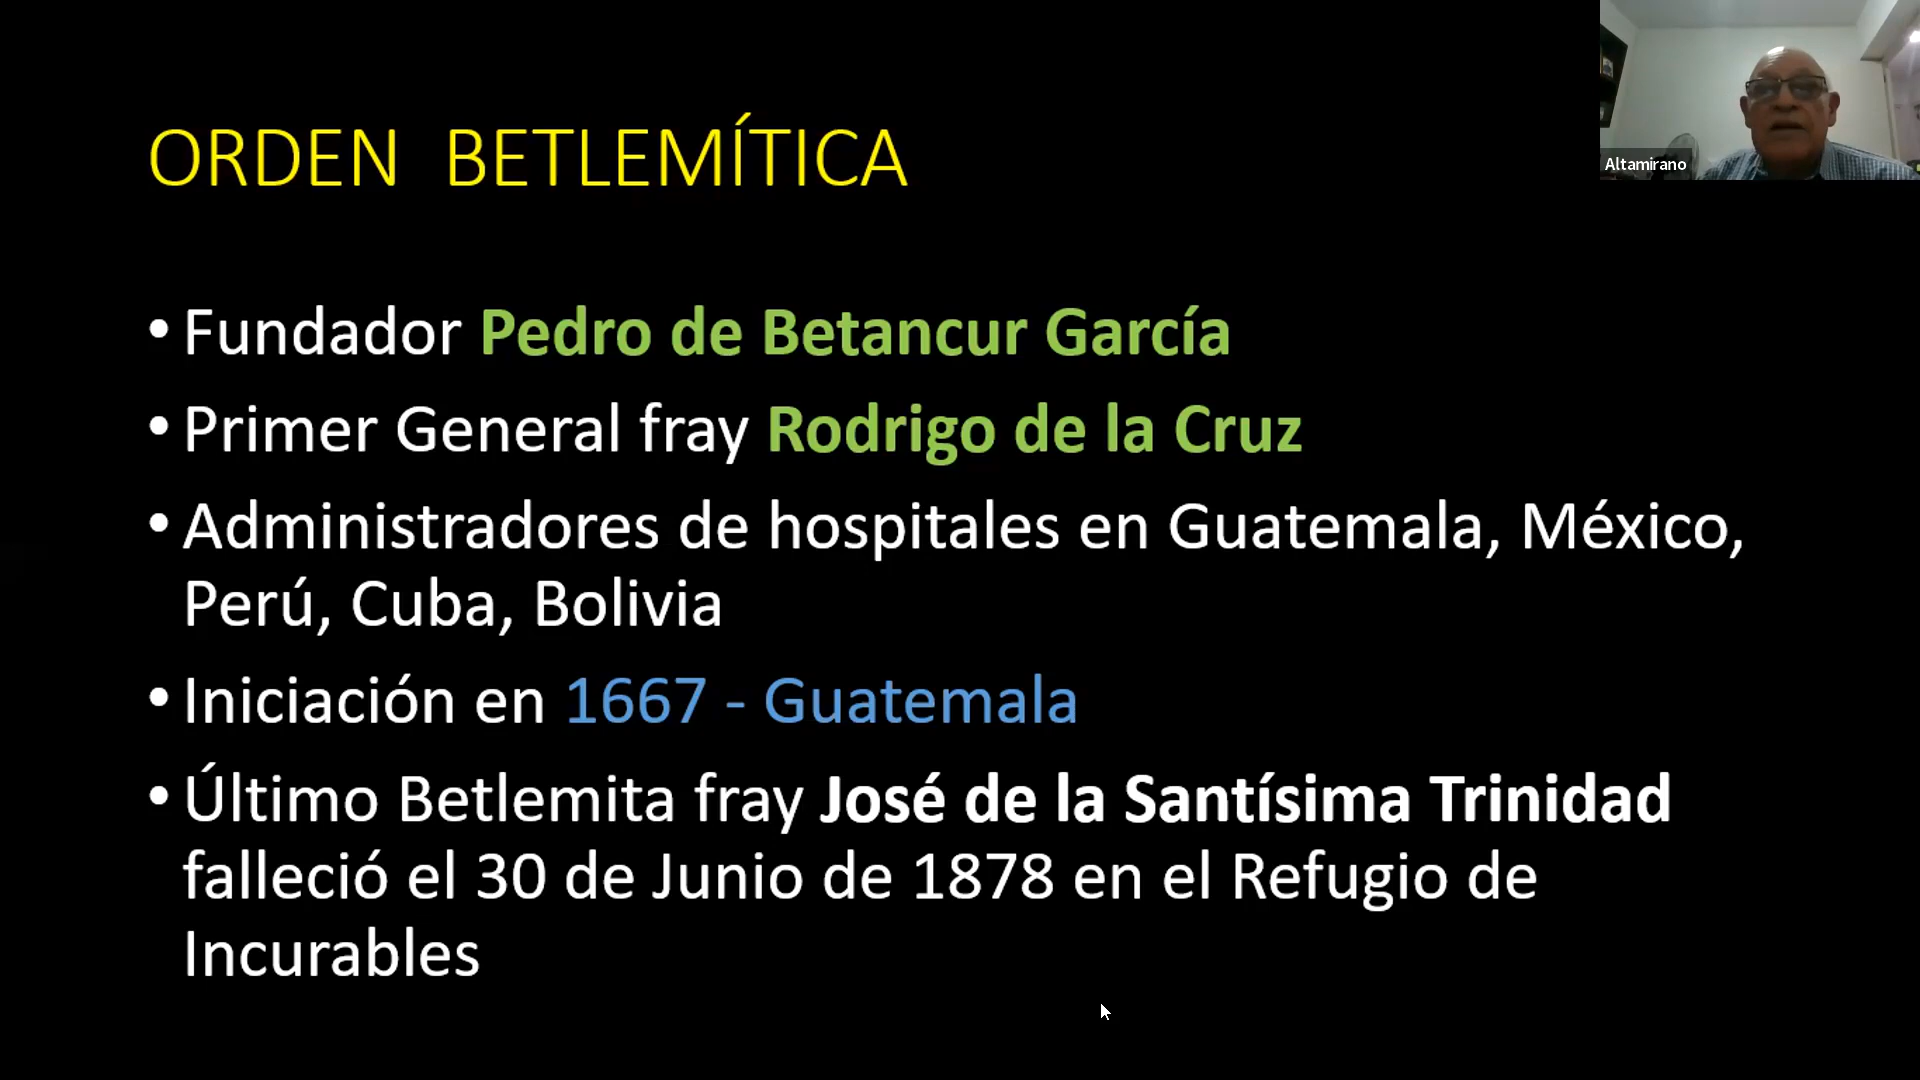 ORDEN BETLEMÍTICA
Altamirano
• Fundador Pedro de Betancur García
• Primer General fray Rodrigo de la Cruz
• Administradores de hospitales en Guatemala, México,
Perú, Cuba, Bolivia
• Iniciación en 1667 - Guatemala
• Último Betlemita fray José de la Santísima Trinidad
falleció el 30 de Junio de 1878 en el Refugio de
Incurables